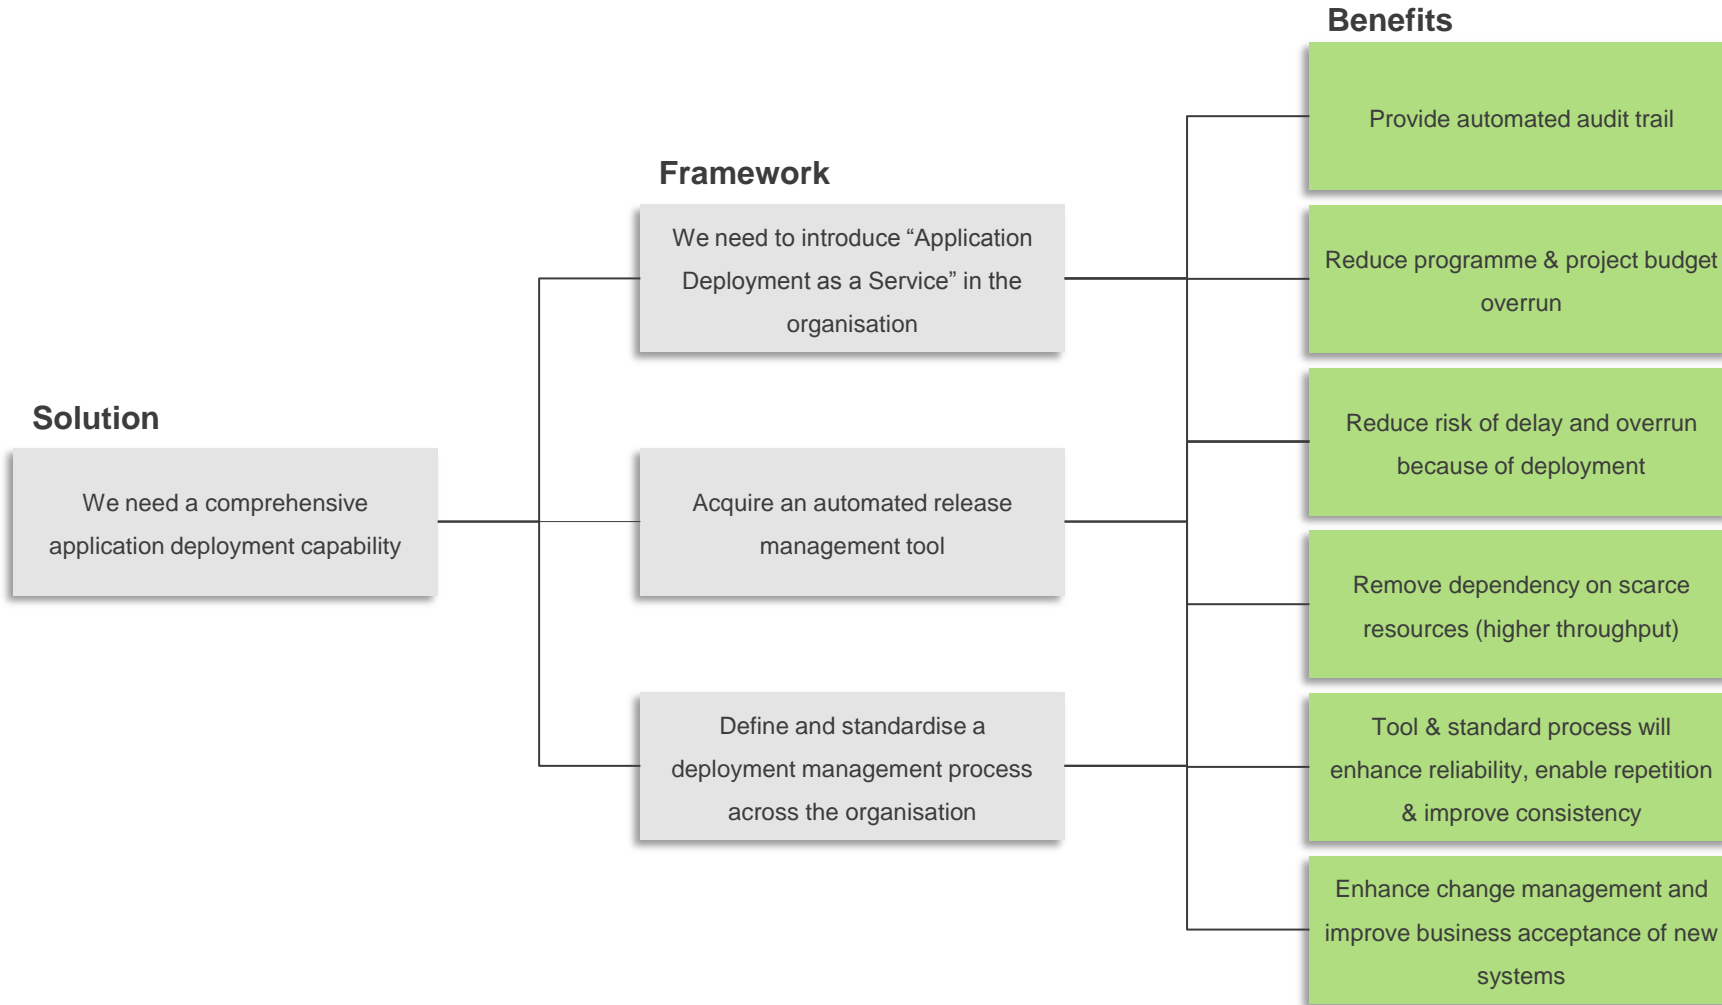 Solution
We need a comprehensive
application deployment capability
Framework
We need to introduce “Application
Deployment as a Service” in the
organisation
Acquire an automated release
management tool
Define and standardise a
deployment management process
across the organisation
Benefits
Provide automated audit trail
Reduce programme & project budget
overrun
Reduce risk of delay and overrun
because of deployment
Remove dependency on scarce
resources (higher throughput)
Tool & standard process will
enhance reliability, enable repetition
& improve consistency
Enhance change management and
improve business acceptance of new
systems